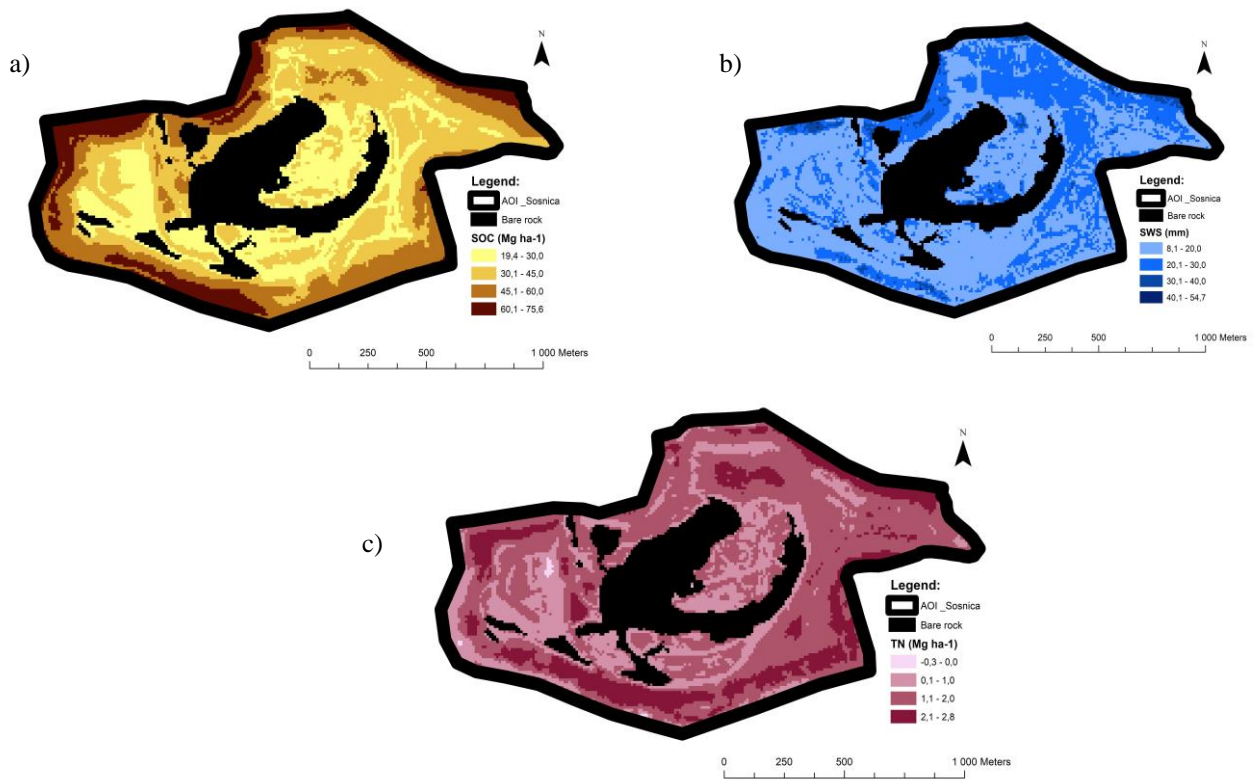 a)
N
Legend:
AOI _Sosnica
Bare rock
SOC (Mg ha-1)
19,4 - 30,0
30,1 - 45,0
45,1 - 60,0
60,1 - 75,6
0 250 500 1 000 Meters
b)
N
Legend:
AOI _Sosnica
Bare rock
SWS (mm)
8,1 - 20,0
20,1 - 30,0
30,1 - 40,0
40,1 - 54,7
0 250 500 1 000 Meters
c)
N
Legend:
AOI _Sosnica
Bare rock
TN (Mg ha-1)
-0,3 - 0,0
0,1 - 1,0
1,1 - 2,0
2,1 - 2,8
0 250 500 1 000 Meters